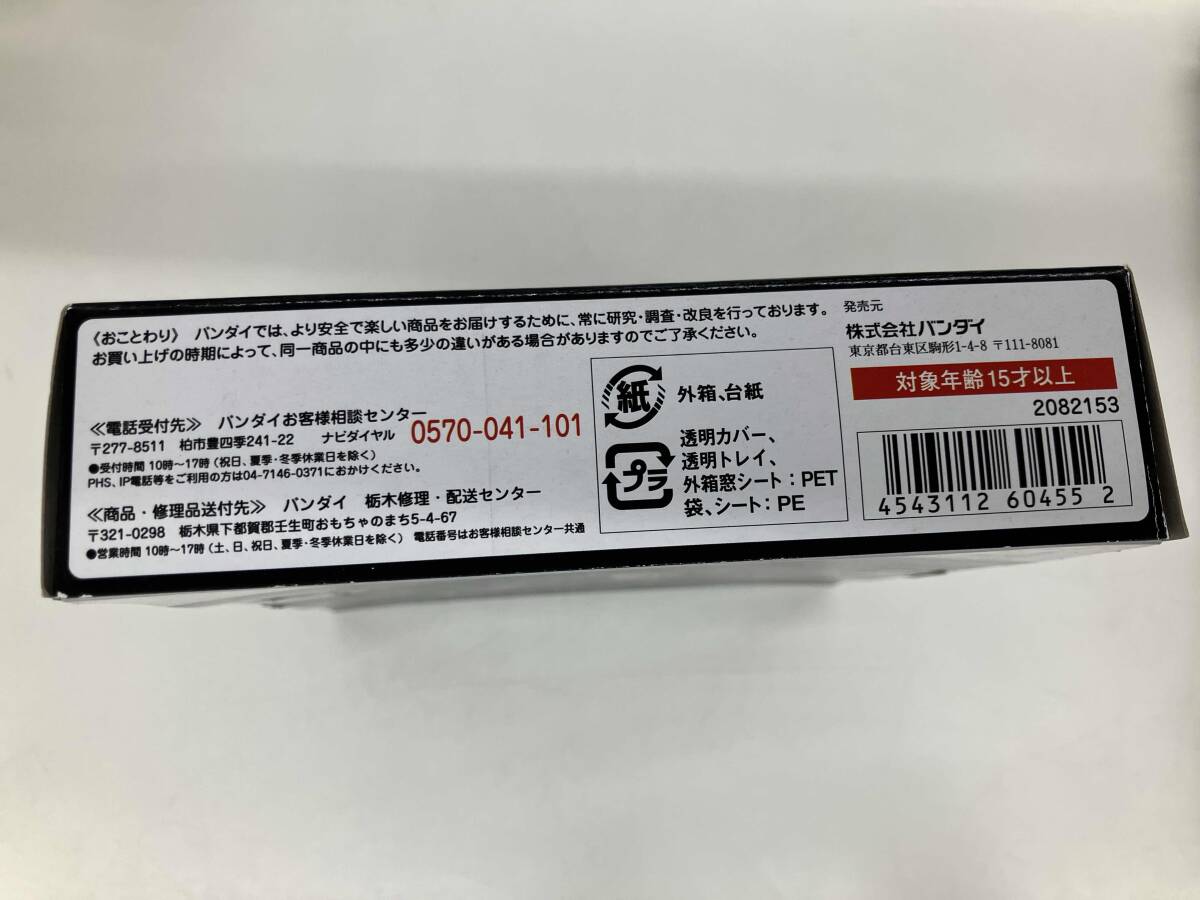 《おことわり》 バンダイでは、より安全で楽しい商品をお届けするために、常に研究・調査・改良を行っております。
お買い上げの時期によって、同一商品の中にも多少の違いがある場合がありますのでご了承ください。
≪電話受付先≫ バンダイお客様相談センター
〒277-8511 柏市豊四季241-22 ナビダイヤル 0570-041-101
●受付時間 10時〜17時(祝日、夏季・冬季休業日を除く)
PHS、IP電話等をご利用の方は04-7146-0371におかけください。
≪商品・修理品送付先≫ バンダイ 栃木修理・配送センター
〒321-0298 栃木県下都賀郡壬生町おもちゃのまち5-4-67
●営業時間 10時〜17時(土、日、祝日、夏季・冬季休業日を除く) 電話番号はお客様相談センター共通
紙
外箱、台紙
プラ
透明カバー、
透明トレイ、
外箱窓シート:PET
袋、シート:PE
発売元
株式会社バンダイ
東京都台東区駒形1-4-8 〒111-8081
対象年齢15才以上
2082153
4543112 60455 2